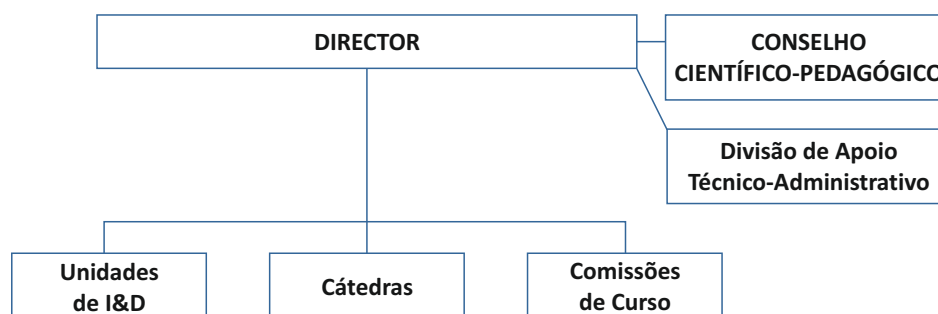 DIRECTOR
CONSELHO
CIENTÍFICO-PEDAGÓGICO
Divisão de Apoio
Técnico-Administrativo
Unidades
de I&D
Cátedras
Comissões
de Curso